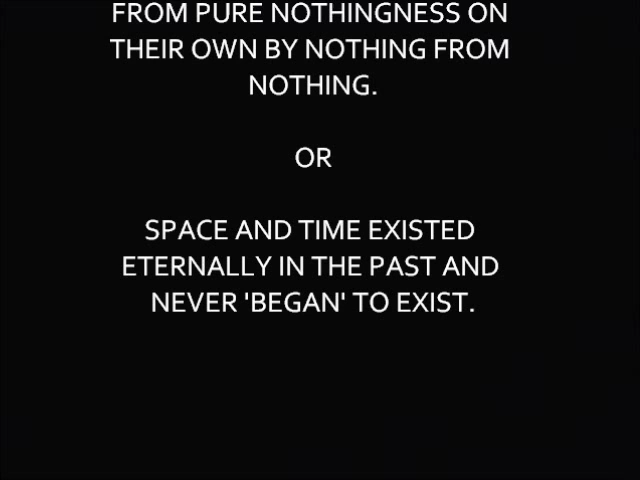 FROM PURE NOTHINGNESS ON
THEIR OWN BY NOTHING FROM
NOTHING.
OR
SPACE AND TIME EXISTED
ETERNALLY IN THE PAST AND
NEVER 'BEGAN' TO EXIST.